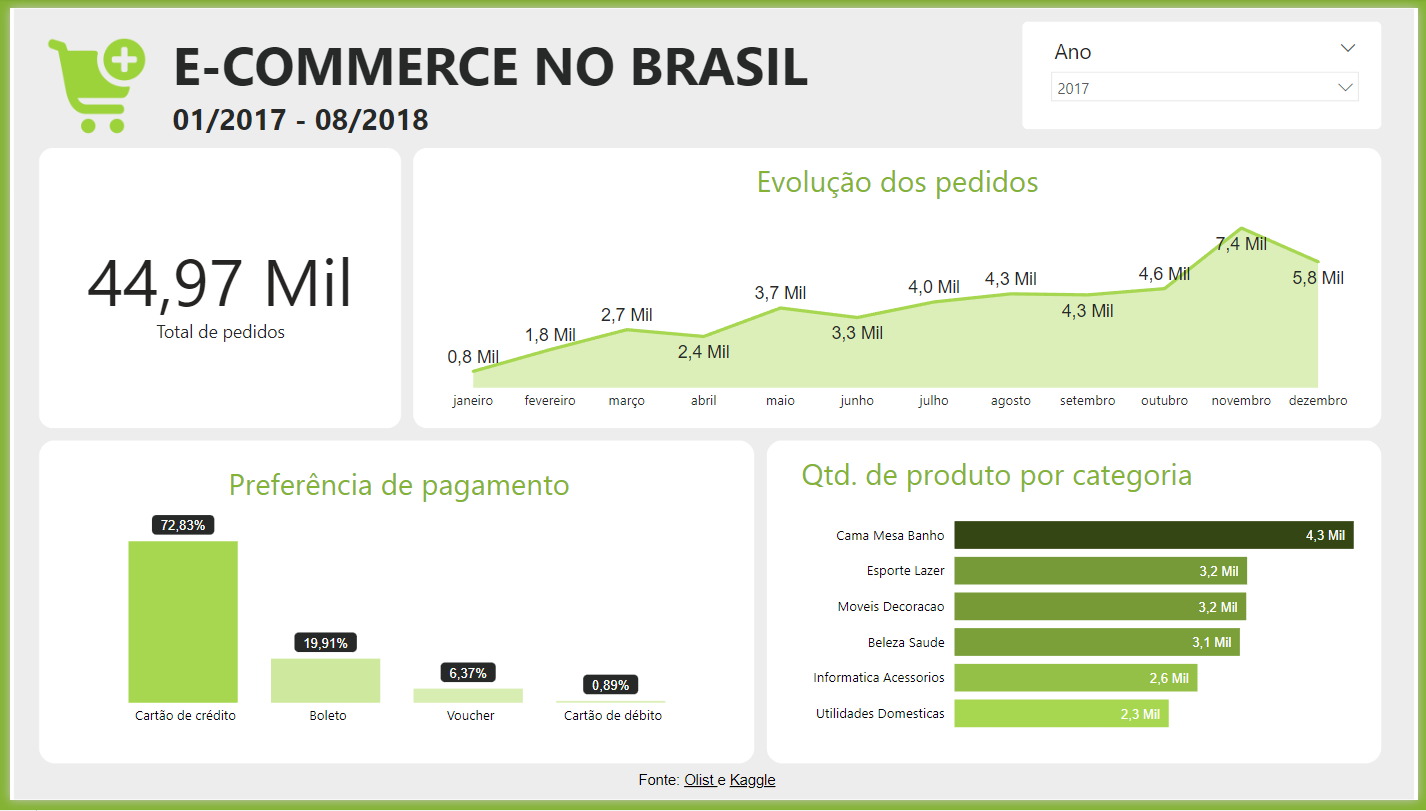 E-COMMERCE NO BRASIL
01/2017 - 08/2018
Ano
2017
44,97 Mil
Total de pedidos
Evolução dos pedidos
0,8 Mil
1,8 Mil
2,7 Mil
2,4 Mil
3,7 Mil
3,3 Mil
4,0 Mil
4,3 Mil
4,3 Mil
4,6 Mil
7,4 Mil
5,8 Mil
janeiro fevereiro março abril maio junho julho agosto setembro outubro novembro dezembro
Preferência de pagamento
72,83%
19,91%
6,37%
0,89%
Cartão de crédito Boleto Voucher Cartão de débito
Qtd. de produto por categoria
Cama Mesa Banho 4,3 Mil
Esporte Lazer 3,2 Mil
Moveis Decoracao 3,2 Mil
Beleza Saude 3,1 Mil
Informatica Acessorios 2,6 Mil
Utilidades Domesticas 2,3 Mil
Fonte: Olist e Kaggle